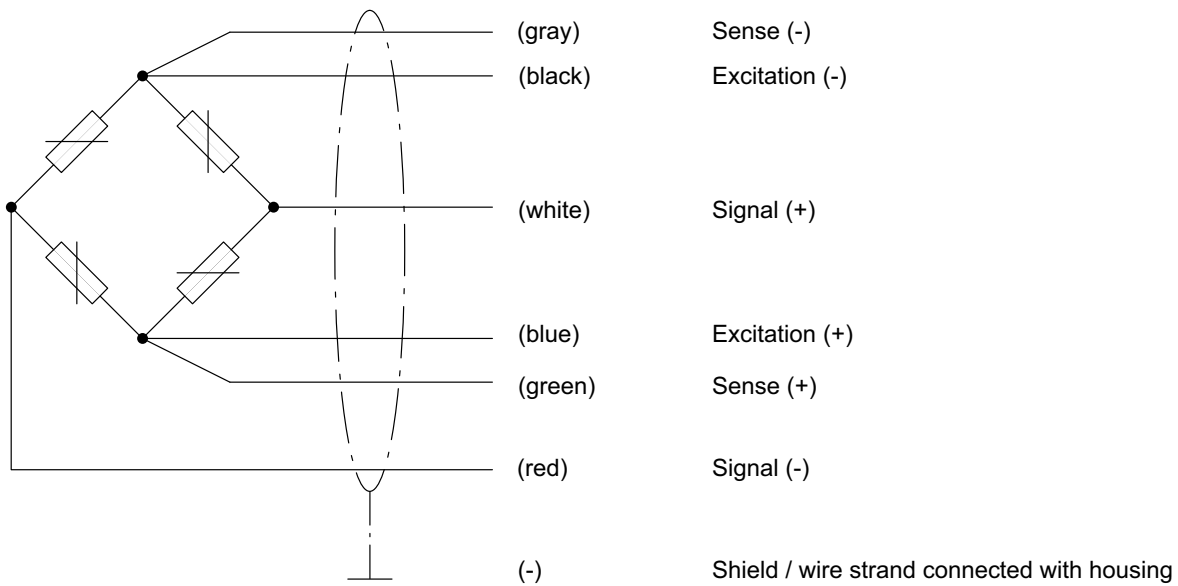 (gray) Sense (-)
(black) Excitation (-)
(white) Signal (+)
(blue) Excitation (+)
(green) Sense (+)
(red) Signal (-)
(-) Shield / wire strand connected with housing